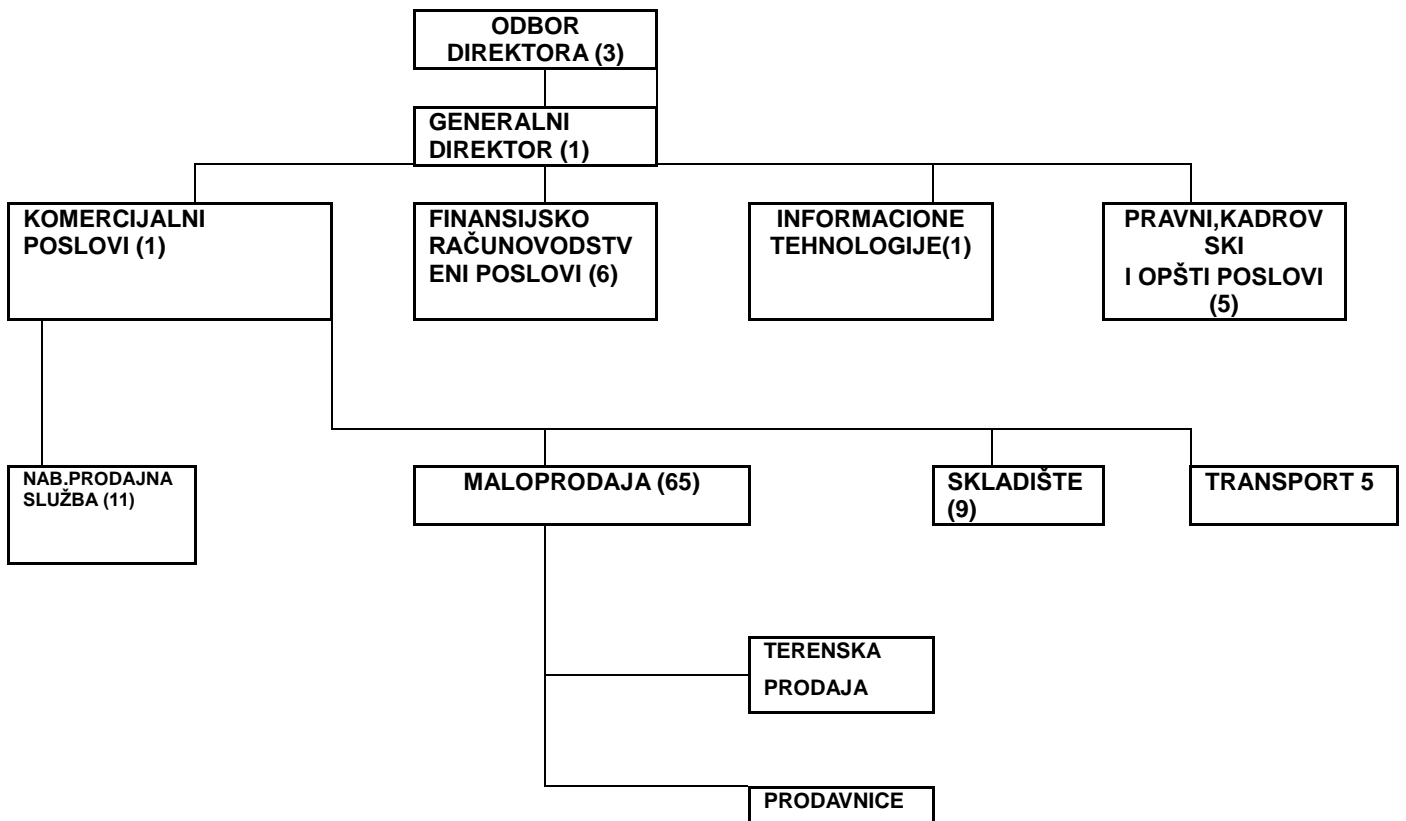 ODBOR
DIREKTORA (3)
GENERALNI
DIREKTOR (1)
KOMERCIJALNI
POSLOVI (1)
FINANSIJSKO
RAČUNOVODSTV
ENI POSLOVI (6)
INFORMACIONE
TEHNOLOGIJE(1)
PRAVNI,KADROV
SKI
I OPŠTI POSLOVI
(5)
NAB.PRODAJNA
SLUŽBA (11)
MALOPRODAJA (65)
SKLADIŠTE
(9)
TRANSPORT 5
TERENSKA
PRODAJA
PRODAVNICE